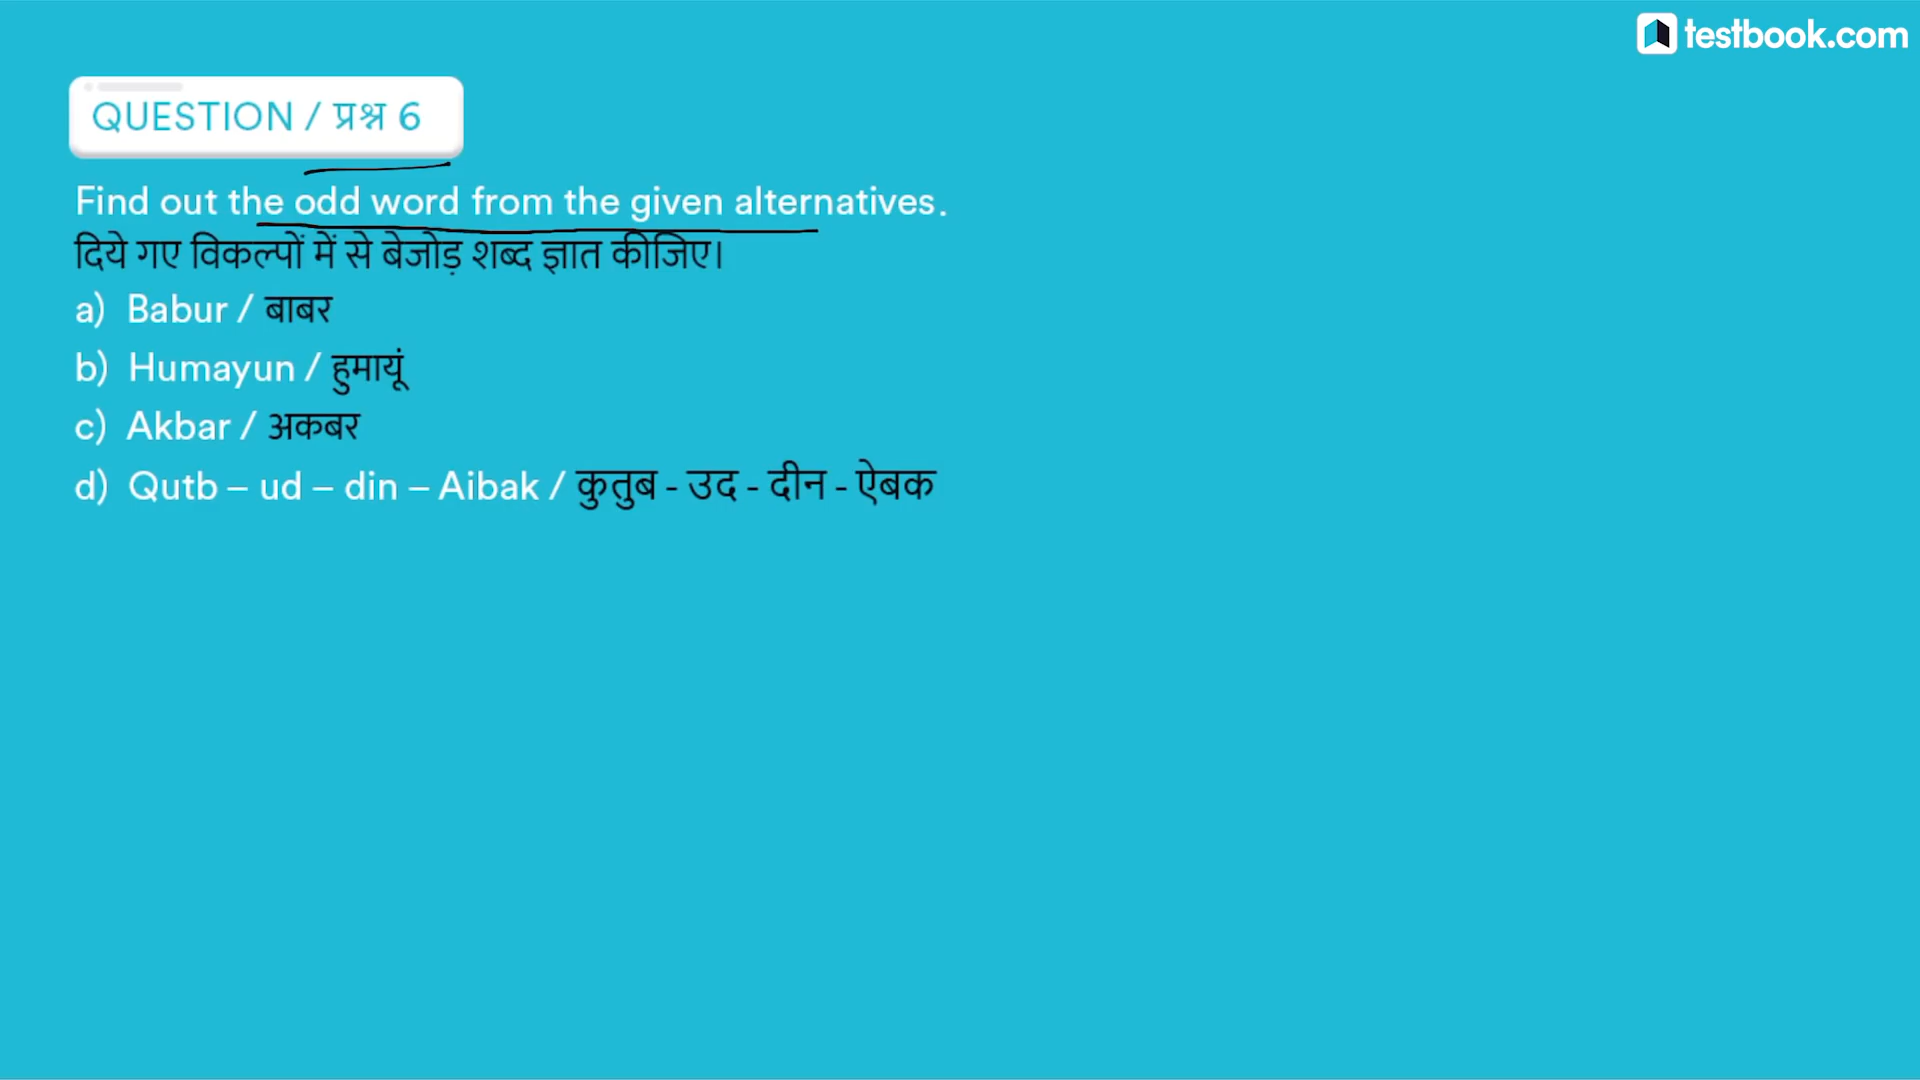 testbook.com
QUESTION / प्रश्न 6
Find out the odd word from the given alternatives.
दिये गए विकल्पों में से बेजोड़ शब्द ज्ञात कीजिए।
a) Babur / बाबर
b) Humayun / हुमायूं
c) Akbar / अकबर
d) Qutb – ud – din – Aibak / कुतुब - उद - दीन - ऐबक